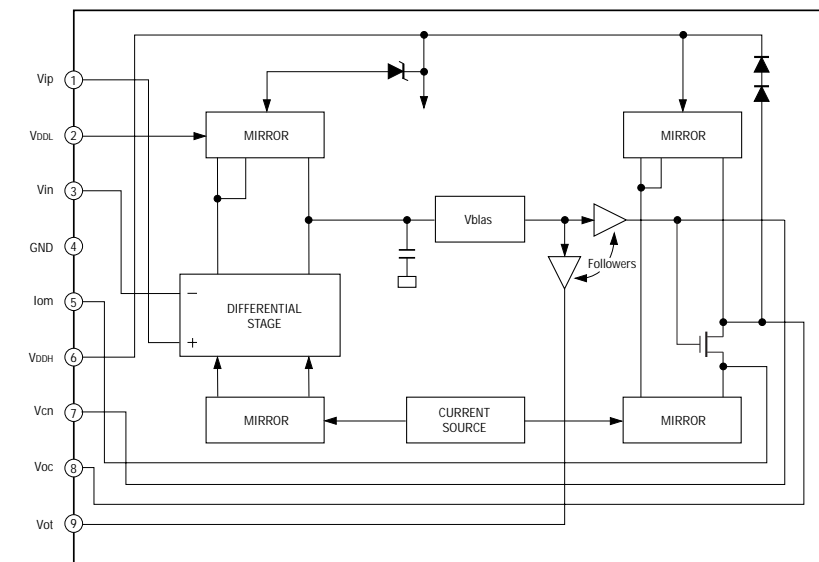 Vip 1
VDDL 2
Vin 3
GND 4
Iom 5
VDDH 6
Vcn 7
Voc 8
Vot 9
MIRROR
MIRROR
Vblas
Followers
−
DIFFERENTIAL
STAGE
+
MIRROR
CURRENT
SOURCE
MIRROR